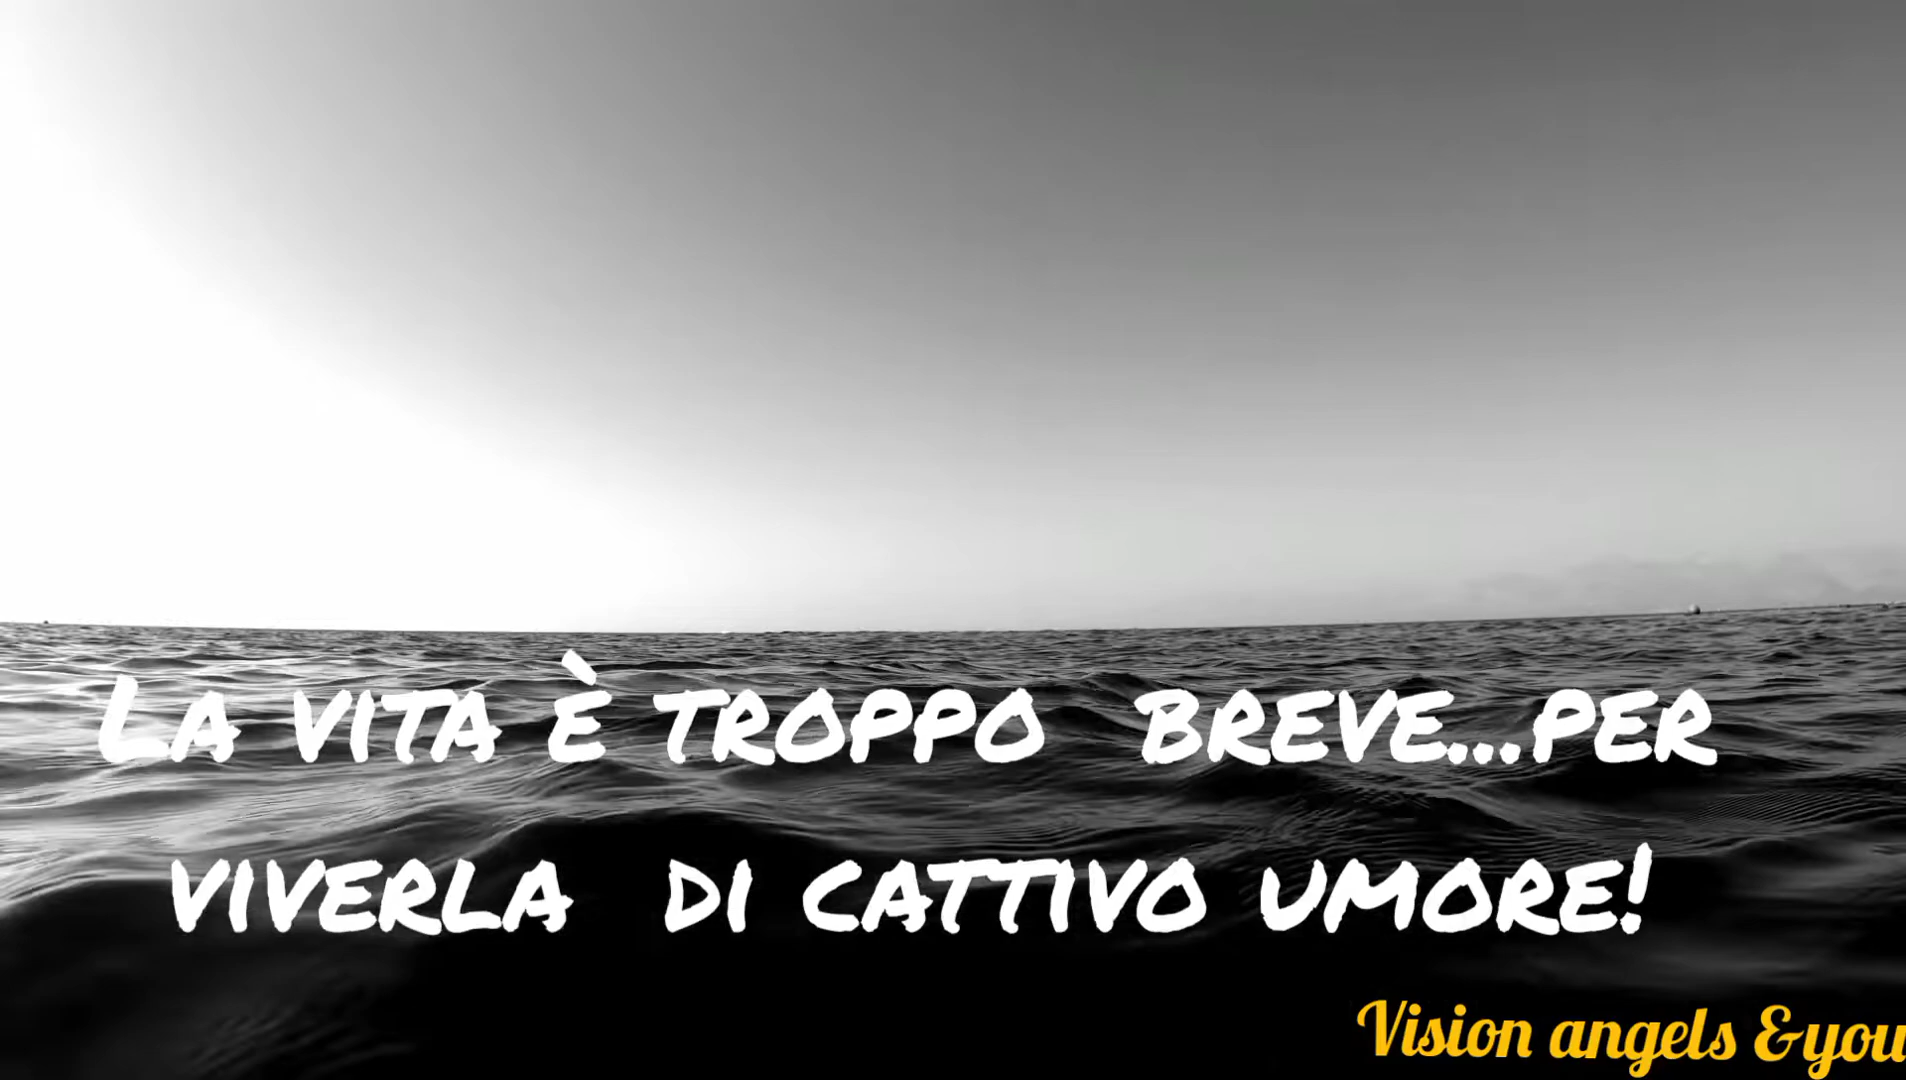 La vita è troppo breve...per
viverla di cattivo umore!
Vision angels &you